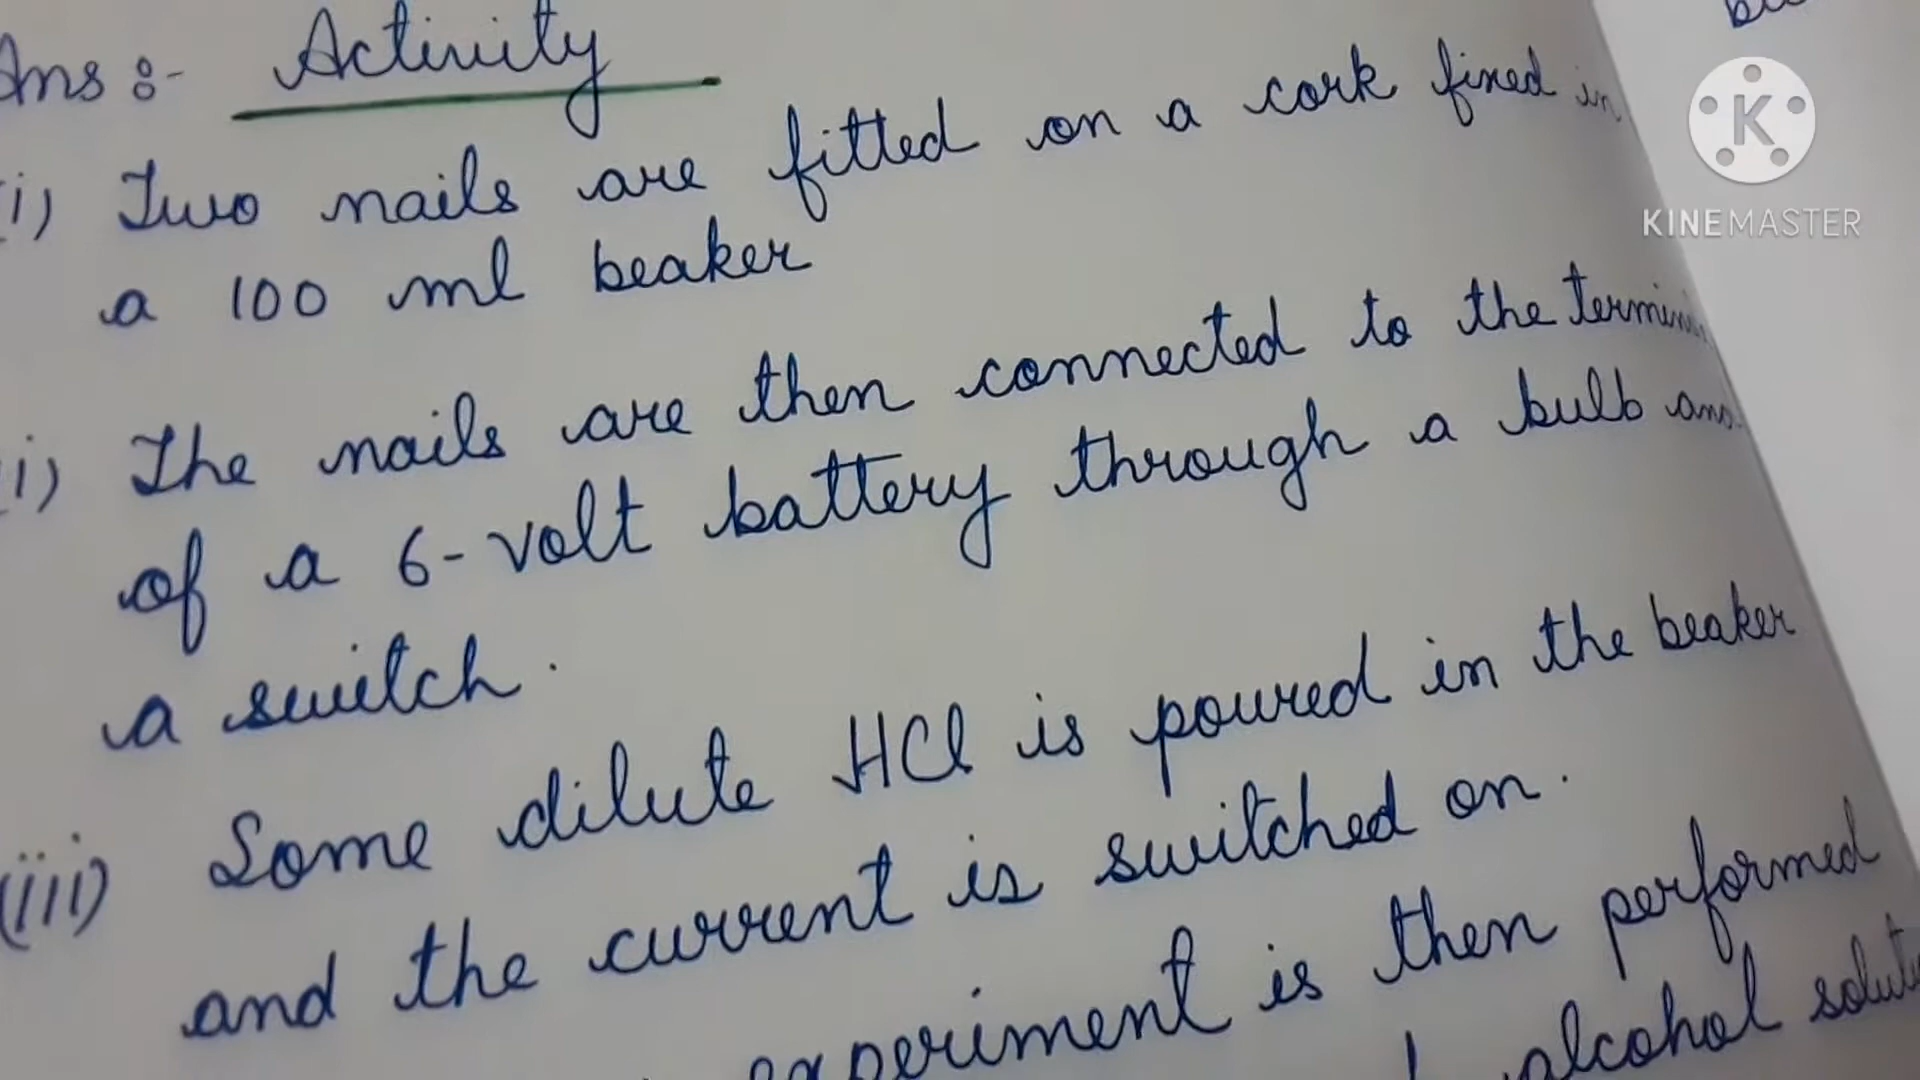 Ans :- Activity
i) Two nails are fitted on a cork fixed in
a 100 ml beaker
i) The nails are then connected to the
of a 6-volt battery through a bulb and
a switch.
(iii) Some dilute HCl is poured in the beaker
and the current is switched on.
experiment is then performed
alcohol
K
KINEMASTER